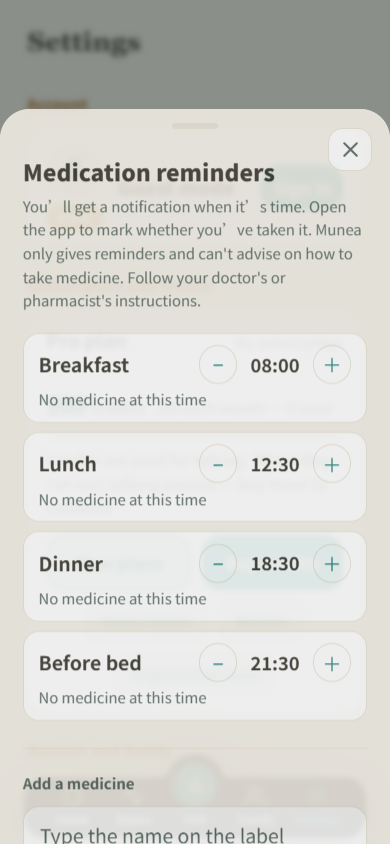 Settings
Account
Medication reminders
You’ll get a notification when it’s time. Open
the app to mark whether you’ve taken it. Munea
only gives reminders and can't advise on how to
take medicine. Follow your doctor's or
pharmacist's instructions.
Breakfast − 08:00 +
No medicine at this time
Lunch − 12:30 +
No medicine at this time
Dinner − 18:30 +
No medicine at this time
Before bed − 21:30 +
No medicine at this time
Add a medicine
Type the name on the label